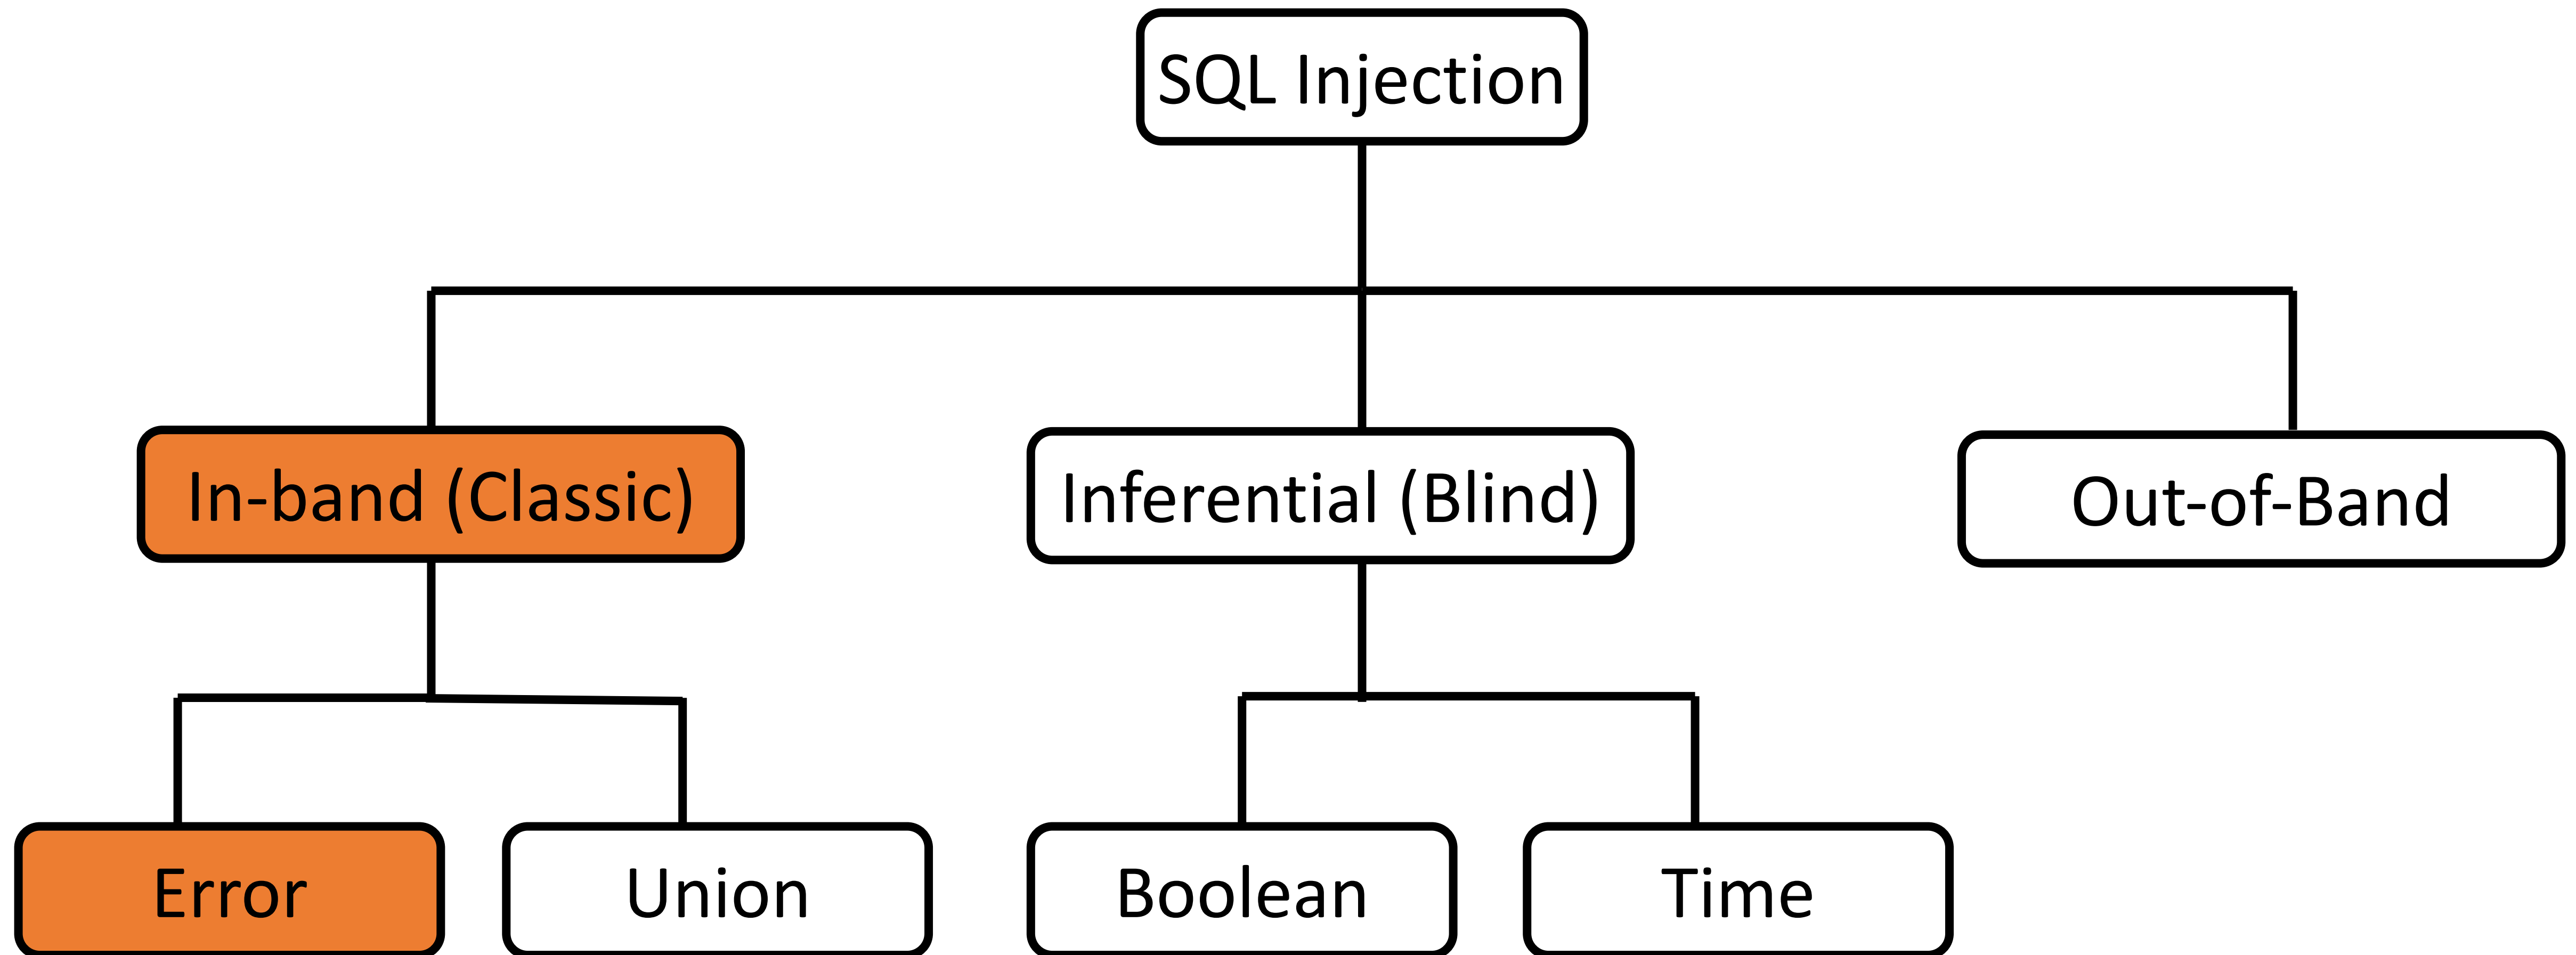 SQL Injection
In-band (Classic)
Inferential (Blind)
Out-of-Band
Error
Union
Boolean
Time